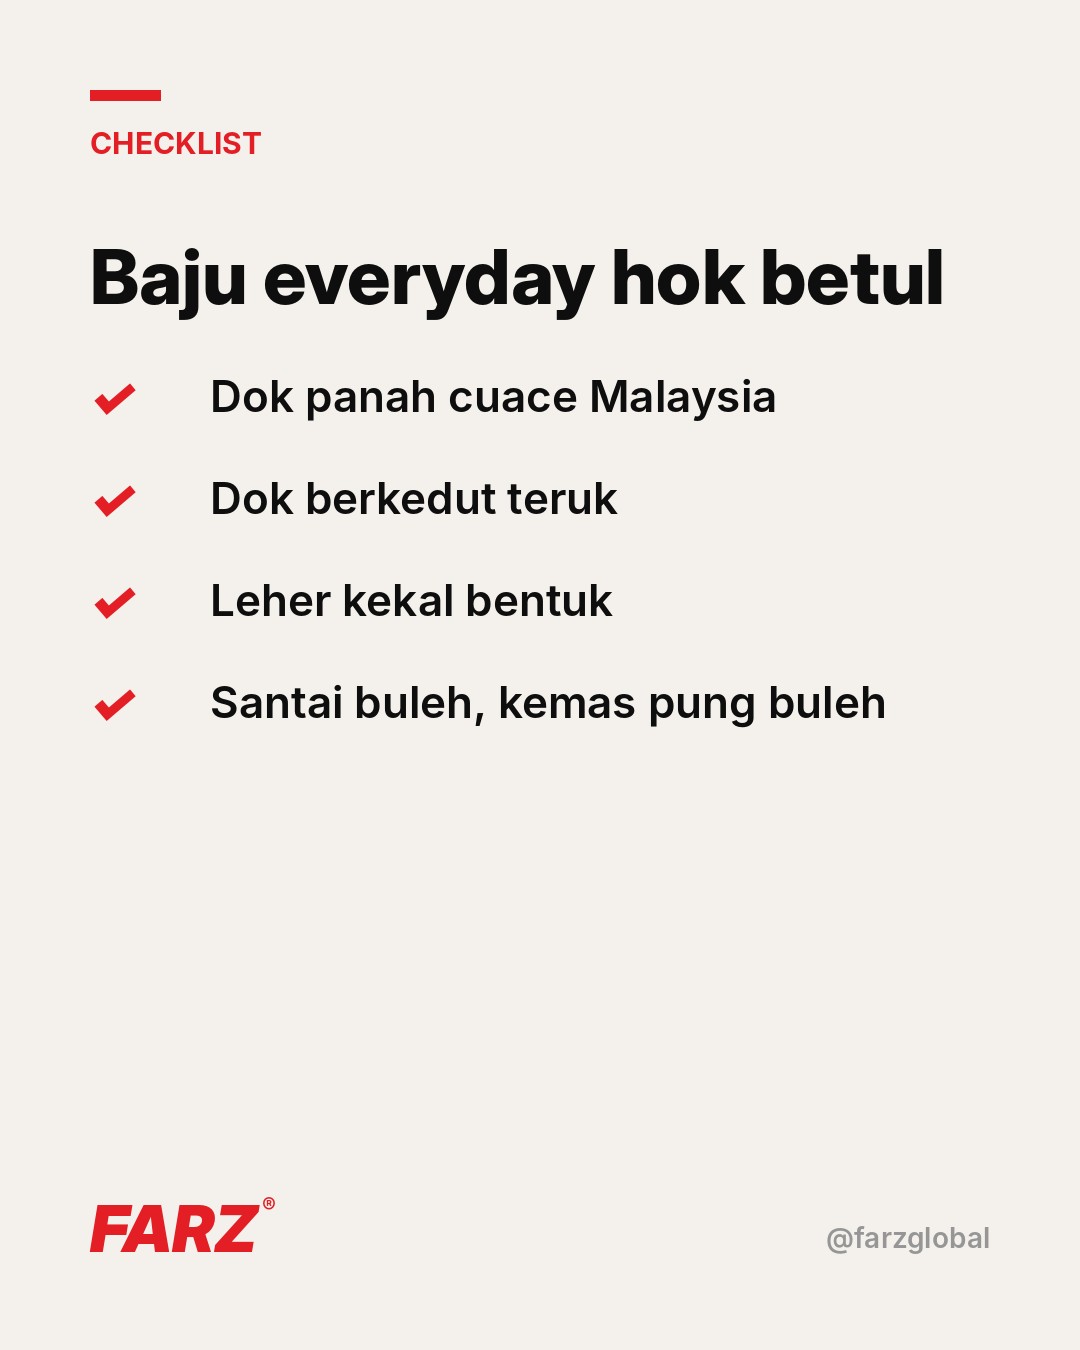 CHECKLIST
Baju everyday hok betul
Dok panah cuace Malaysia
Dok berkedut teruk
Leher kekal bentuk
Santai buleh, kemas pung buleh
FARZ®
@farzglobal